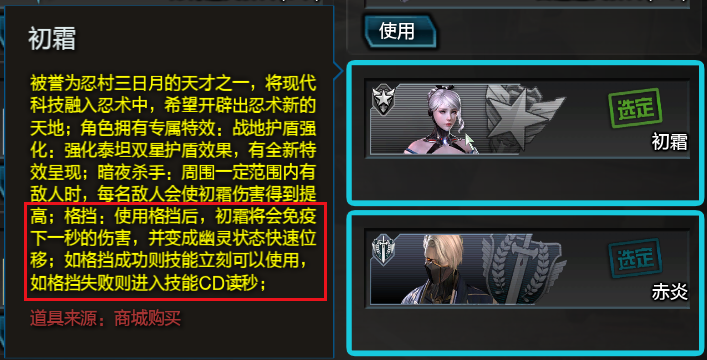 初霜
被誉为忍村三日月的天才之一，将现代
科技融入忍术中，希望开辟出忍术新的
天地；角色拥有专属特效：战地护盾强
化：强化泰坦双星护盾效果，有全新特
效呈现；暗夜杀手：周围一定范围内有
敌人时，每名敌人会使初霜伤害得到提
高；格挡：使用格挡后，初霜将会免疫
下一秒的伤害，并变成幽灵状态快速位
移；如格挡成功则技能立刻可以使用，
如格挡失败则进入技能CD读秒；
道具来源：商城购买
使用
选定
初霜
选定
赤炎